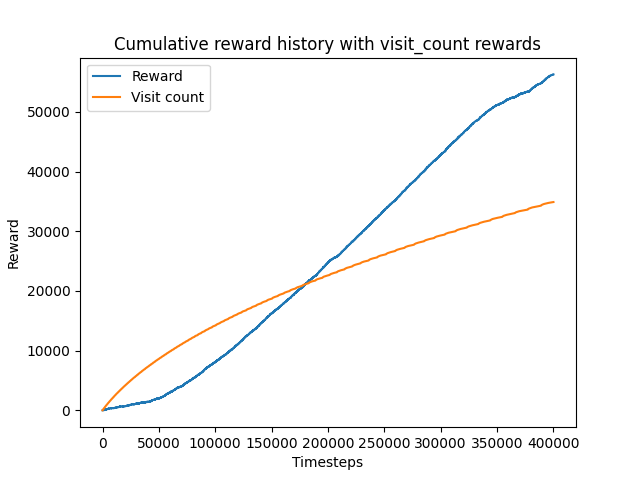 Cumulative reward history with visit_count rewards
Reward
Visit count
50000
40000
30000
20000
10000
0
Reward
0 50000 100000 150000 200000 250000 300000 350000 400000
Timesteps